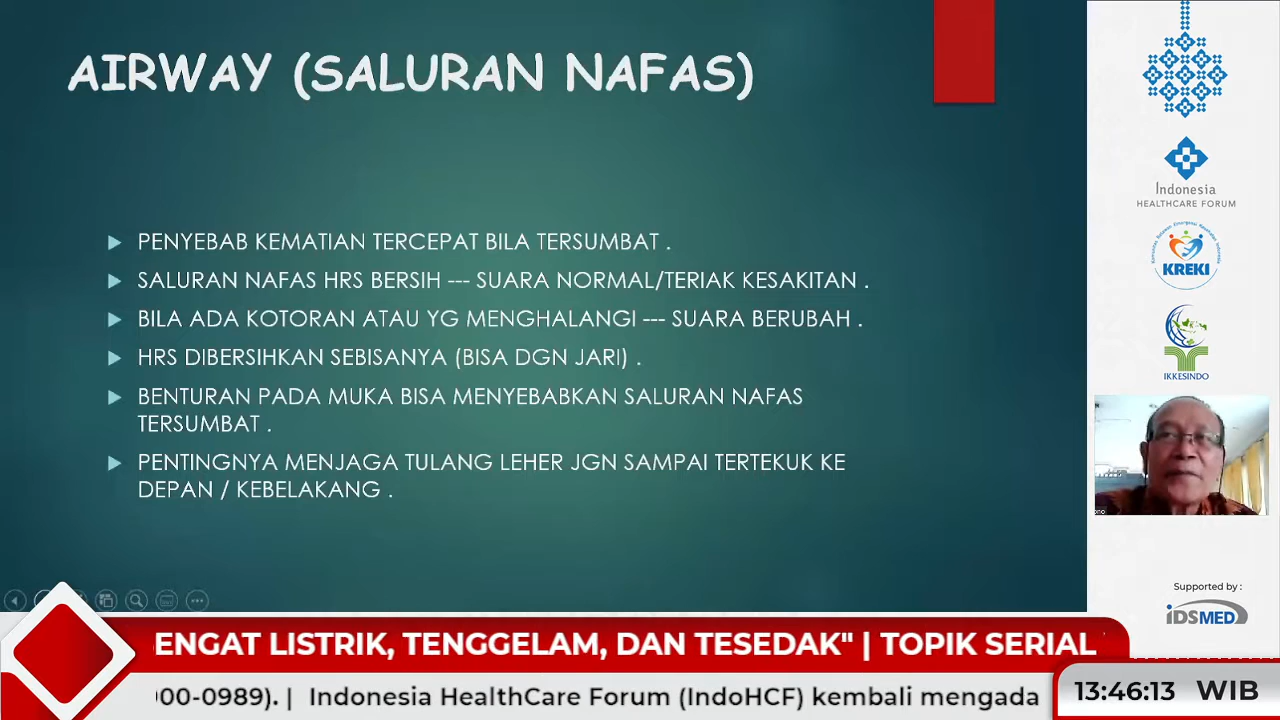 AIRWAY (SALURAN NAFAS)
PENYEBAB KEMATIAN TERCEPAT BILA TERSUMBAT .
SALURAN NAFAS HRS BERSIH --- SUARA NORMAL/TERIAK KESAKITAN .
BILA ADA KOTORAN ATAU YG MENGHALANGI --- SUARA BERUBAH .
HRS DIBERSIHKAN SEBISANYA (BISA DGN JARI) .
BENTURAN PADA MUKA BISA MENYEBABKAN SALURAN NAFAS
TERSUMBAT .
PENTINGNYA MENJAGA TULANG LEHER JGN SAMPAI TERTEKUK KE
DEPAN / KEBELAKANG .
Indonesia
HEALTHCARE FORUM
KREKI
IKKESINDO
Supported by :
iDSMED
ENGAT LISTRIK, TENGGELAM, DAN TESEDAK" | TOPIK SERIAL
00-0989). | Indonesia HealthCare Forum (IndoHCF) kembali mengada
13:46:13 WIB